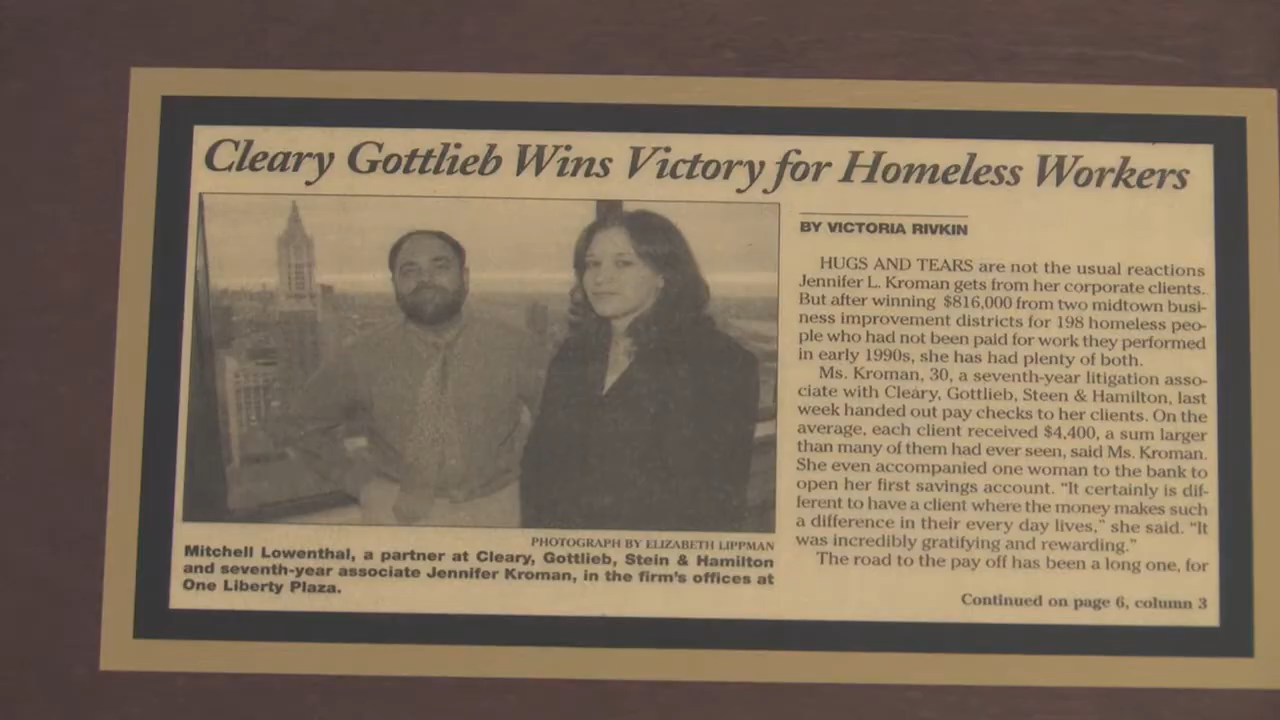 Cleary Gottlieb Wins Victory for Homeless Workers
PHOTOGRAPH BY ELIZABETH LIPPMAN
Mitchell Lowenthal, a partner at Cleary, Gottlieb, Stein & Hamilton
and seventh-year associate Jennifer Kroman, in the firm's offices at
One Liberty Plaza.
BY VICTORIA RIVKIN
HUGS AND TEARS are not the usual reactions
Jennifer L. Kroman gets from her corporate clients.
But after winning $816,000 from two midtown busi-
ness improvement districts for 198 homeless peo-
ple who had not been paid for work they performed
in early 1990s, she has had plenty of both.
Ms. Kroman, 30, a seventh-year litigation asso-
ciate with Cleary, Gottlieb, Steen & Hamilton, last
week handed out pay checks to her clients. On the
average, each client received $4,400, a sum larger
than many of them had ever seen, said Ms. Kroman.
She even accompanied one woman to the bank to
open her first savings account. “It certainly is dif-
ferent to have a client where the money makes such
a difference in their every day lives,” she said. “It
was incredibly gratifying and rewarding.”
The road to the pay off has been a long one, for
Continued on page 6, column 3